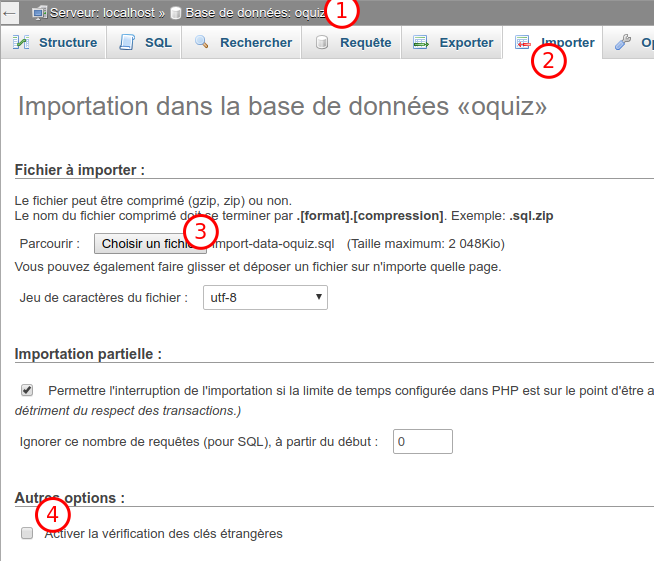 ← Serveur: localhost » Base de données: oquiz 1
Structure SQL Rechercher Requête Exporter Importer
2
Importation dans la base de données «oquiz»
Fichier à importer :
Le fichier peut être comprimé (gzip, zip) ou non.
Le nom du fichier comprimé doit se terminer par .[format].[compression]. Exemple: .sql.zip
3
Parcourir : Choisir un fichier import-data-oquiz.sql (Taille maximum: 2 048Kio)
Vous pouvez également faire glisser et déposer un fichier sur n'importe quelle page.
Jeu de caractères du fichier : utf-8
Importation partielle :
Permettre l'interruption de l'importation si la limite de temps configurée dans PHP est sur le point d'être a
détriment du respect des transactions.)
Ignorer ce nombre de requêtes (pour SQL), à partir du début : 0
Autres options :
4
Activer la vérification des clés étrangères